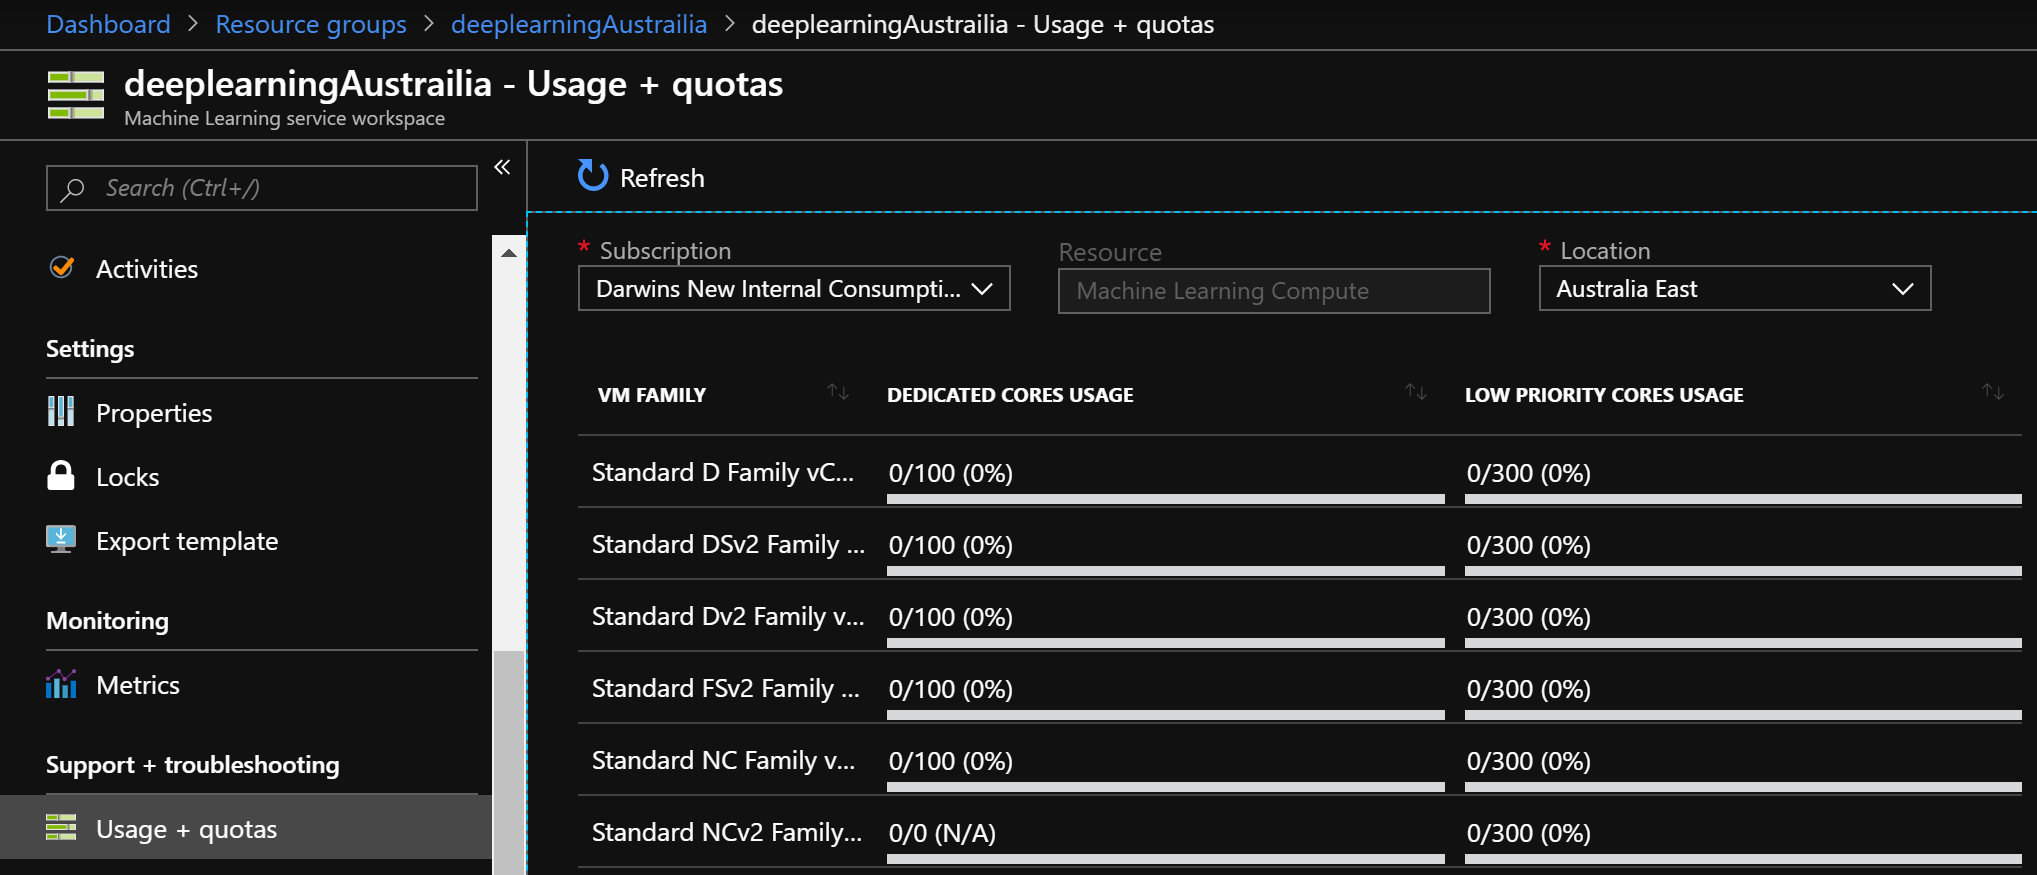 Dashboard > Resource groups > deeplearningAustrailia > deeplearningAustrailia - Usage + quotas
deeplearningAustrailia - Usage + quotas
Machine Learning service workspace
Search (Ctrl+/)
«
Activities
Settings
Properties
Locks
Export template
Monitoring
Metrics
Support + troubleshooting
Usage + quotas
Refresh
* Subscription
Darwins New Internal Consumpti...
Resource
Machine Learning Compute
* Location
Australia East
VM FAMILY ↑↓ DEDICATED CORES USAGE ↑↓ LOW PRIORITY CORES USAGE ↑↓
Standard D Family vC... 0/100 (0%) 0/300 (0%)
Standard DSv2 Family ... 0/100 (0%) 0/300 (0%)
Standard Dv2 Family v... 0/100 (0%) 0/300 (0%)
Standard FSv2 Family ... 0/100 (0%) 0/300 (0%)
Standard NC Family v... 0/100 (0%) 0/300 (0%)
Standard NCv2 Family... 0/0 (N/A) 0/300 (0%)